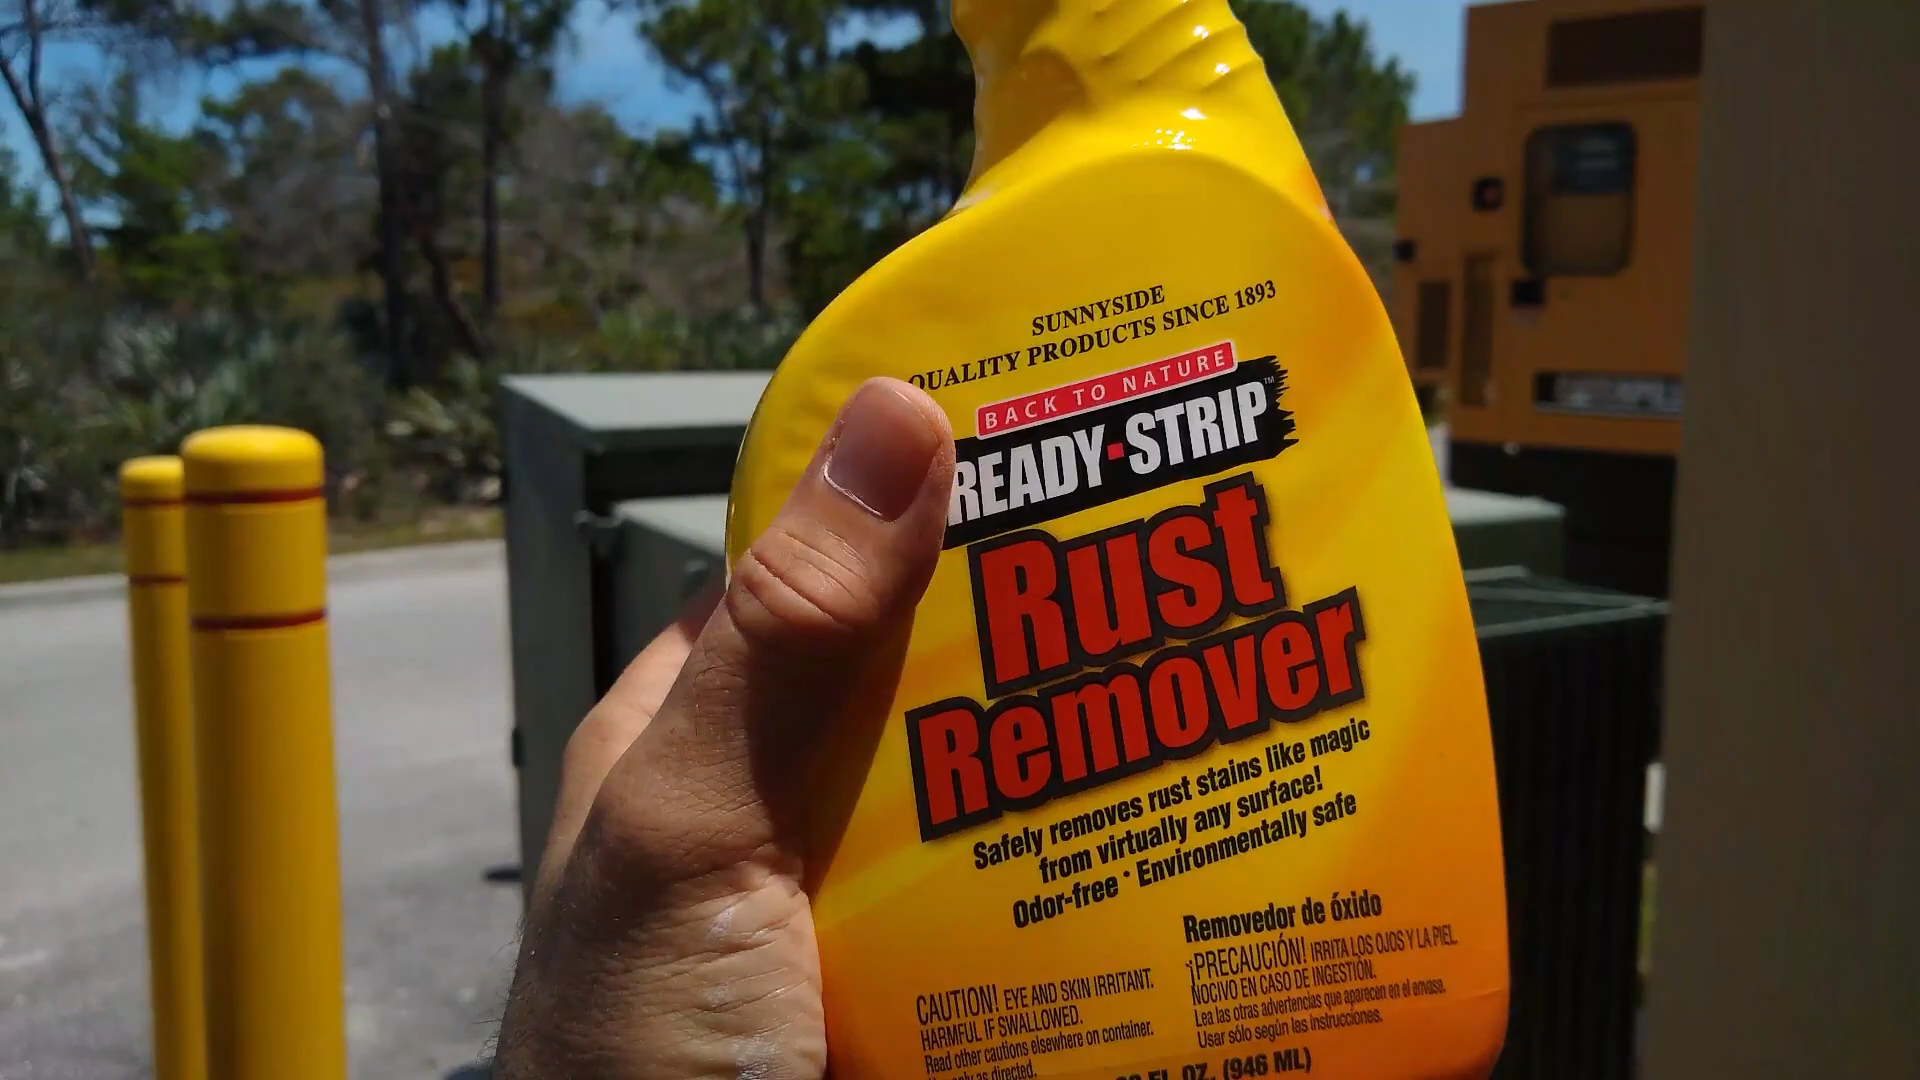 SUNNYSIDE
QUALITY PRODUCTS SINCE 1893
BACK TO NATURE
READY·STRIP™
Rust
Remover
Safely removes rust stains like magic
from virtually any surface!
Odor-free · Environmentally safe
CAUTION! EYE AND SKIN IRRITANT.
HARMFUL IF SWALLOWED.
Read other cautions elsewhere on container.
only as directed.
Removedor de óxido
¡PRECAUCIÓN! IRRITA LOS OJOS Y LA PIEL.
NOCIVO EN CASO DE INGESTIÓN.
Lea las otras advertencias que aparecen en el envase.
Usar sólo según las instrucciones.
FL. OZ. (946 ML)